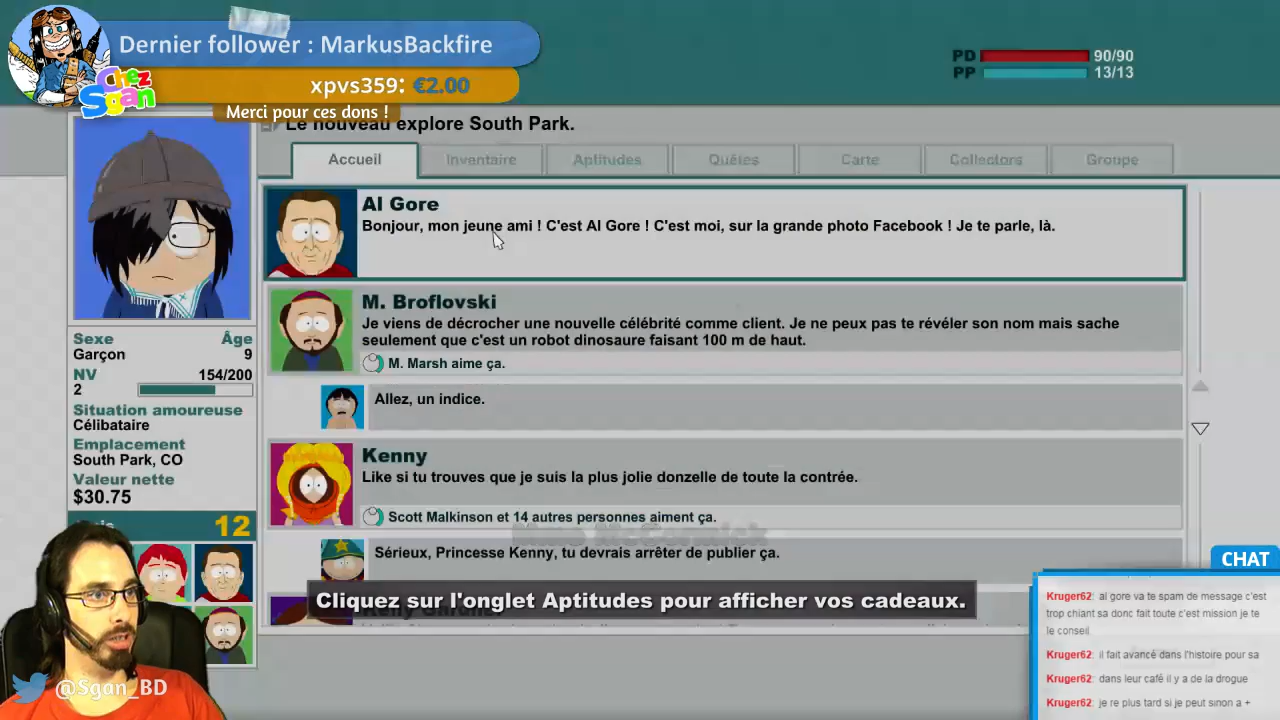 Dernier follower : MarkusBackfire
xpvs359: €2.00
Merci pour ces dons !
Chez Sgan
PD 90/90
PP 13/13
Le nouveau explore South Park.
Accueil Inventaire Aptitudes Quêtes Carte Collectors Groupe
Al Gore
Bonjour, mon jeune ami ! C'est Al Gore ! C'est moi, sur la grande photo Facebook ! Je te parle, là.
M. Broflovski
Je viens de décrocher une nouvelle célébrité comme client. Je ne peux pas te révéler son nom mais sache
seulement que c'est un robot dinosaure faisant 100 m de haut.
M. Marsh aime ça.
Allez, un indice.
Kenny
Like si tu trouves que je suis la plus jolie donzelle de toute la contrée.
Scott Malkinson et 14 autres personnes aiment ça.
Mme McCormick
Sérieux, Princesse Kenny, tu devrais arrêter de publier ça.
Cliquez sur l'onglet Aptitudes pour afficher vos cadeaux.
Sexe Âge
Garçon 9
NV 154/200
2
Situation amoureuse
Célibataire
Emplacement
South Park, CO
Valeur nette
$30.75
12
@Sgan_BD
CHAT
Kruger62: al gore va te spam de message c'est
trop chiant sa donc fait toute c'est mission je te
le conseil
Kruger62: il fait avancé dans l'histoire pour sa
Kruger62: dans leur café il y a de la drogue
Kruger62: je re plus tard si je peut sinon a +